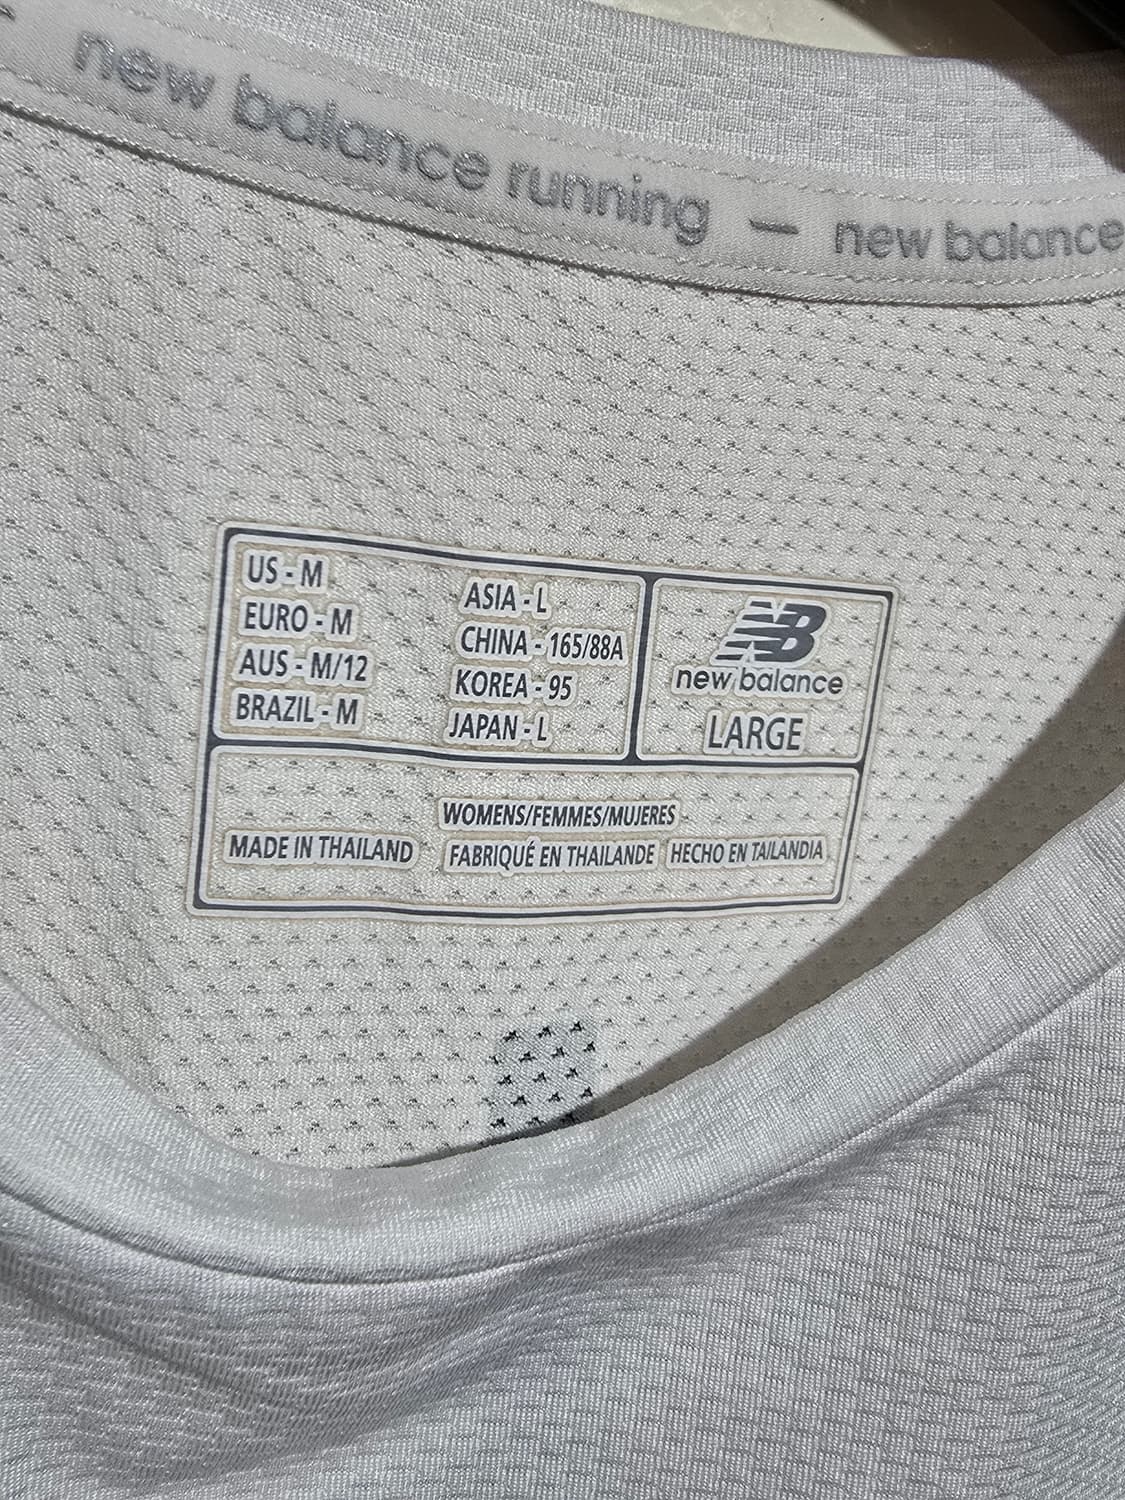 new balance running — new balance
US - M
EURO - M
AUS - M/12
BRAZIL - M
ASIA - L
CHINA - 165/88A
KOREA - 95
JAPAN - L
NB
new balance
LARGE
WOMENS/FEMMES/MUJERES
MADE IN THAILAND FABRIQUÉ EN THAILANDE HECHO EN TAILANDIA